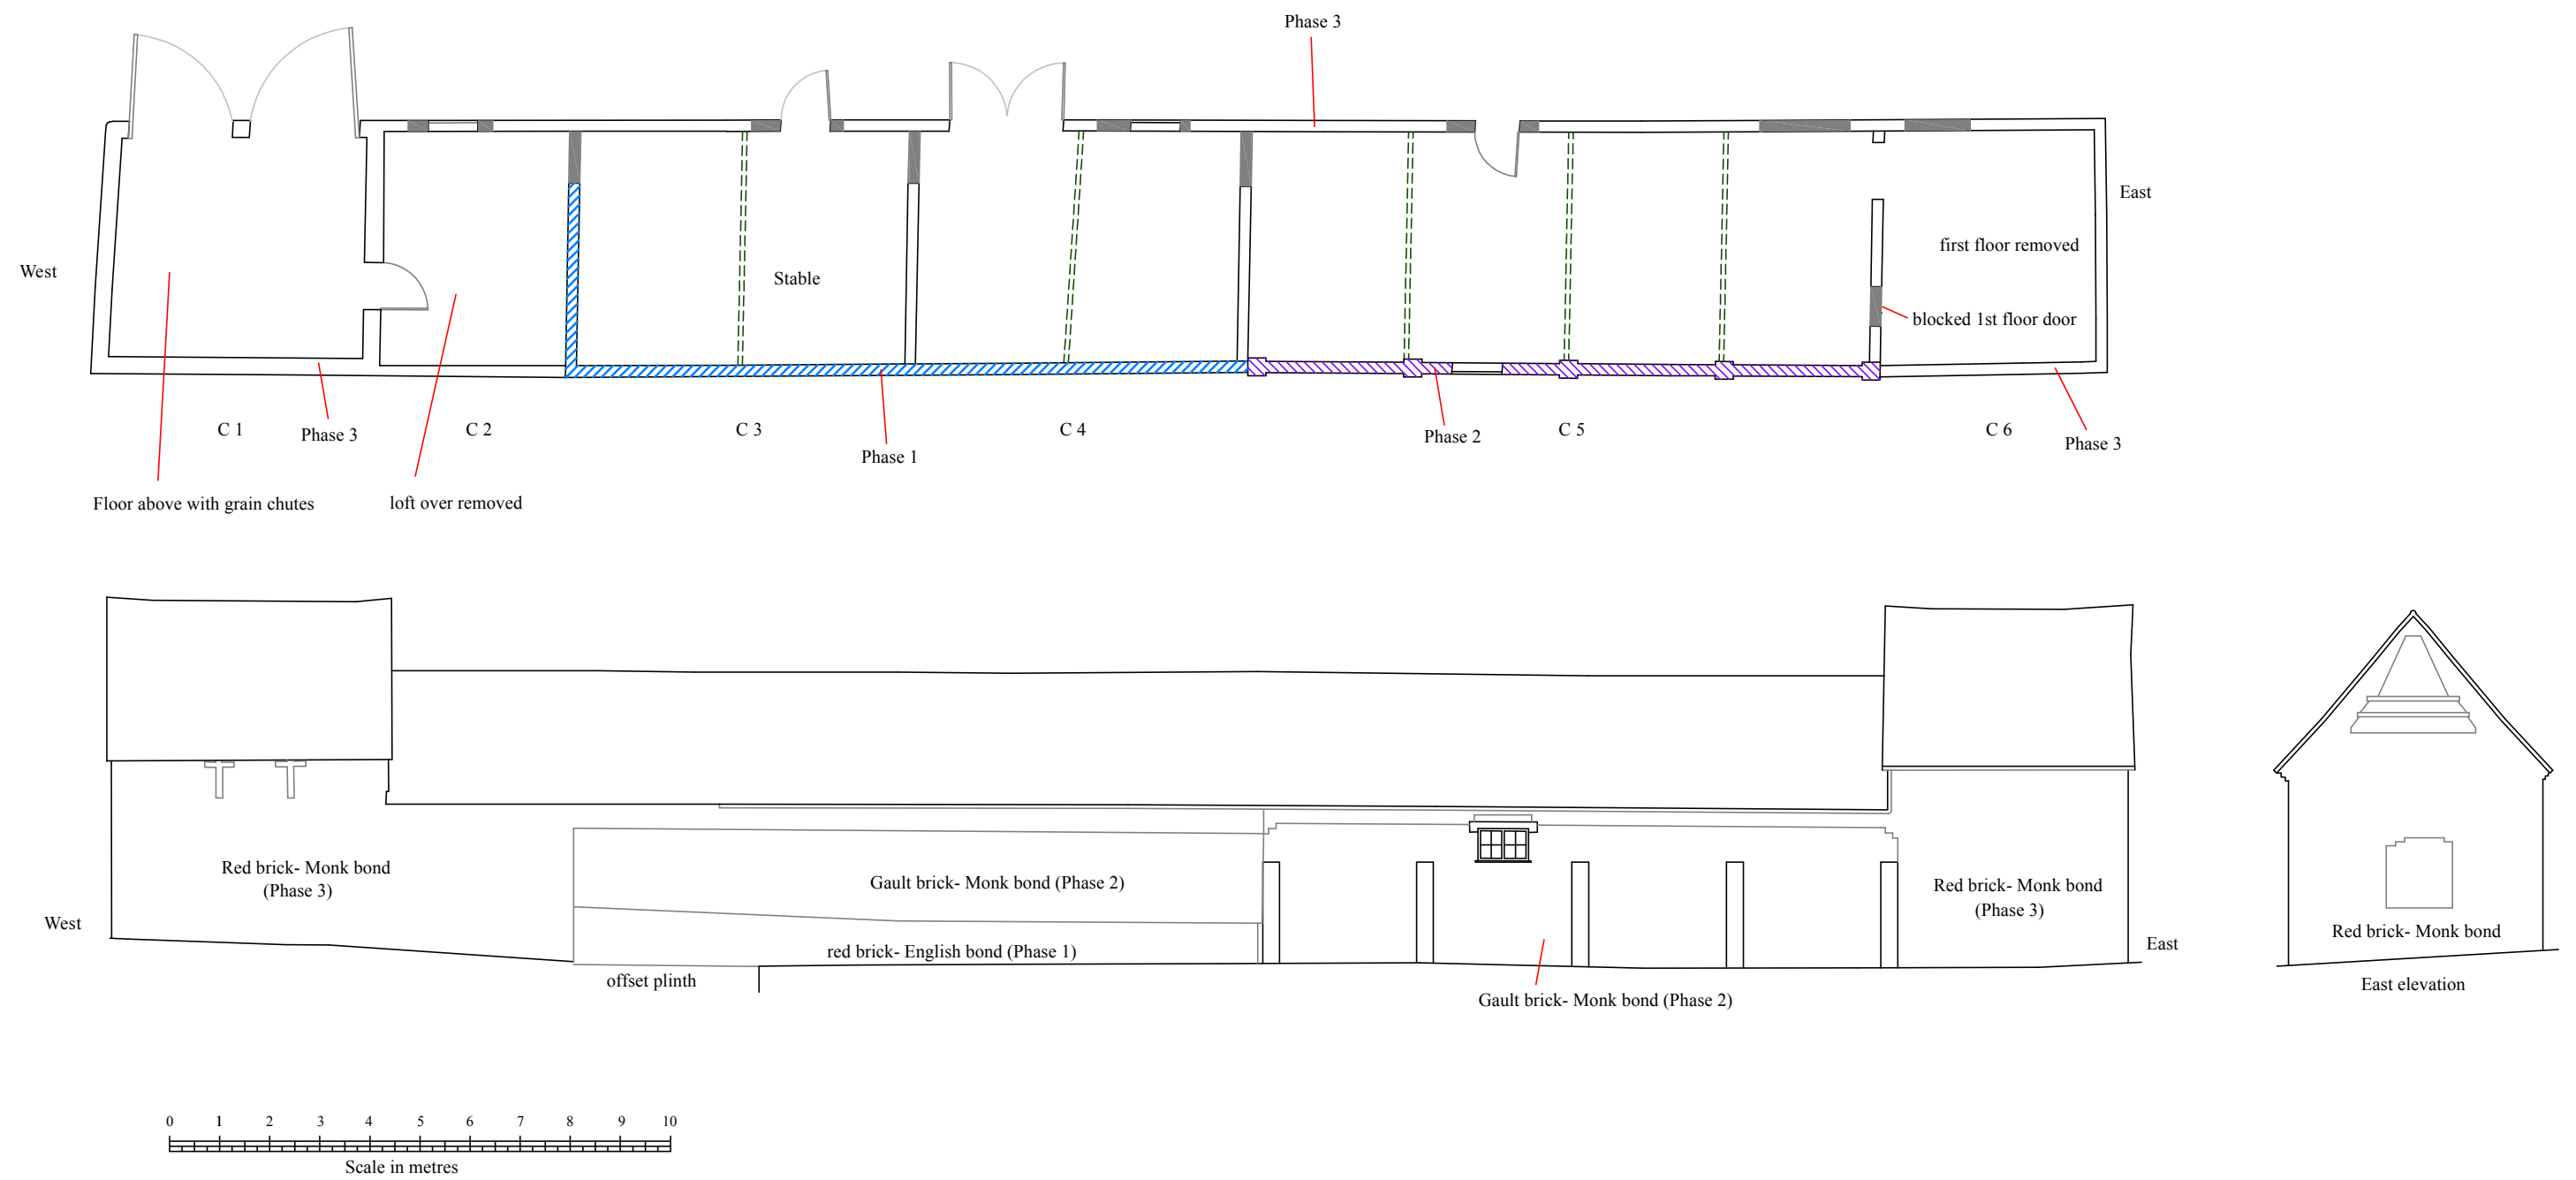 Phase 3
East
first floor removed
West
Stable
blocked 1st floor door
C 1
Phase 3
C 2
C 3
Phase 1
C 4
Phase 2
C 5
C 6
Phase 3
Floor above with grain chutes
loft over removed
Red brick- Monk bond
(Phase 3)
Gault brick- Monk bond (Phase 2)
Red brick- Monk bond
(Phase 3)
West
red brick- English bond (Phase 1)
East
Red brick- Monk bond
offset plinth
Gault brick- Monk bond (Phase 2)
East elevation
0 1 2 3 4 5 6 7 8 9 10
Scale in metres